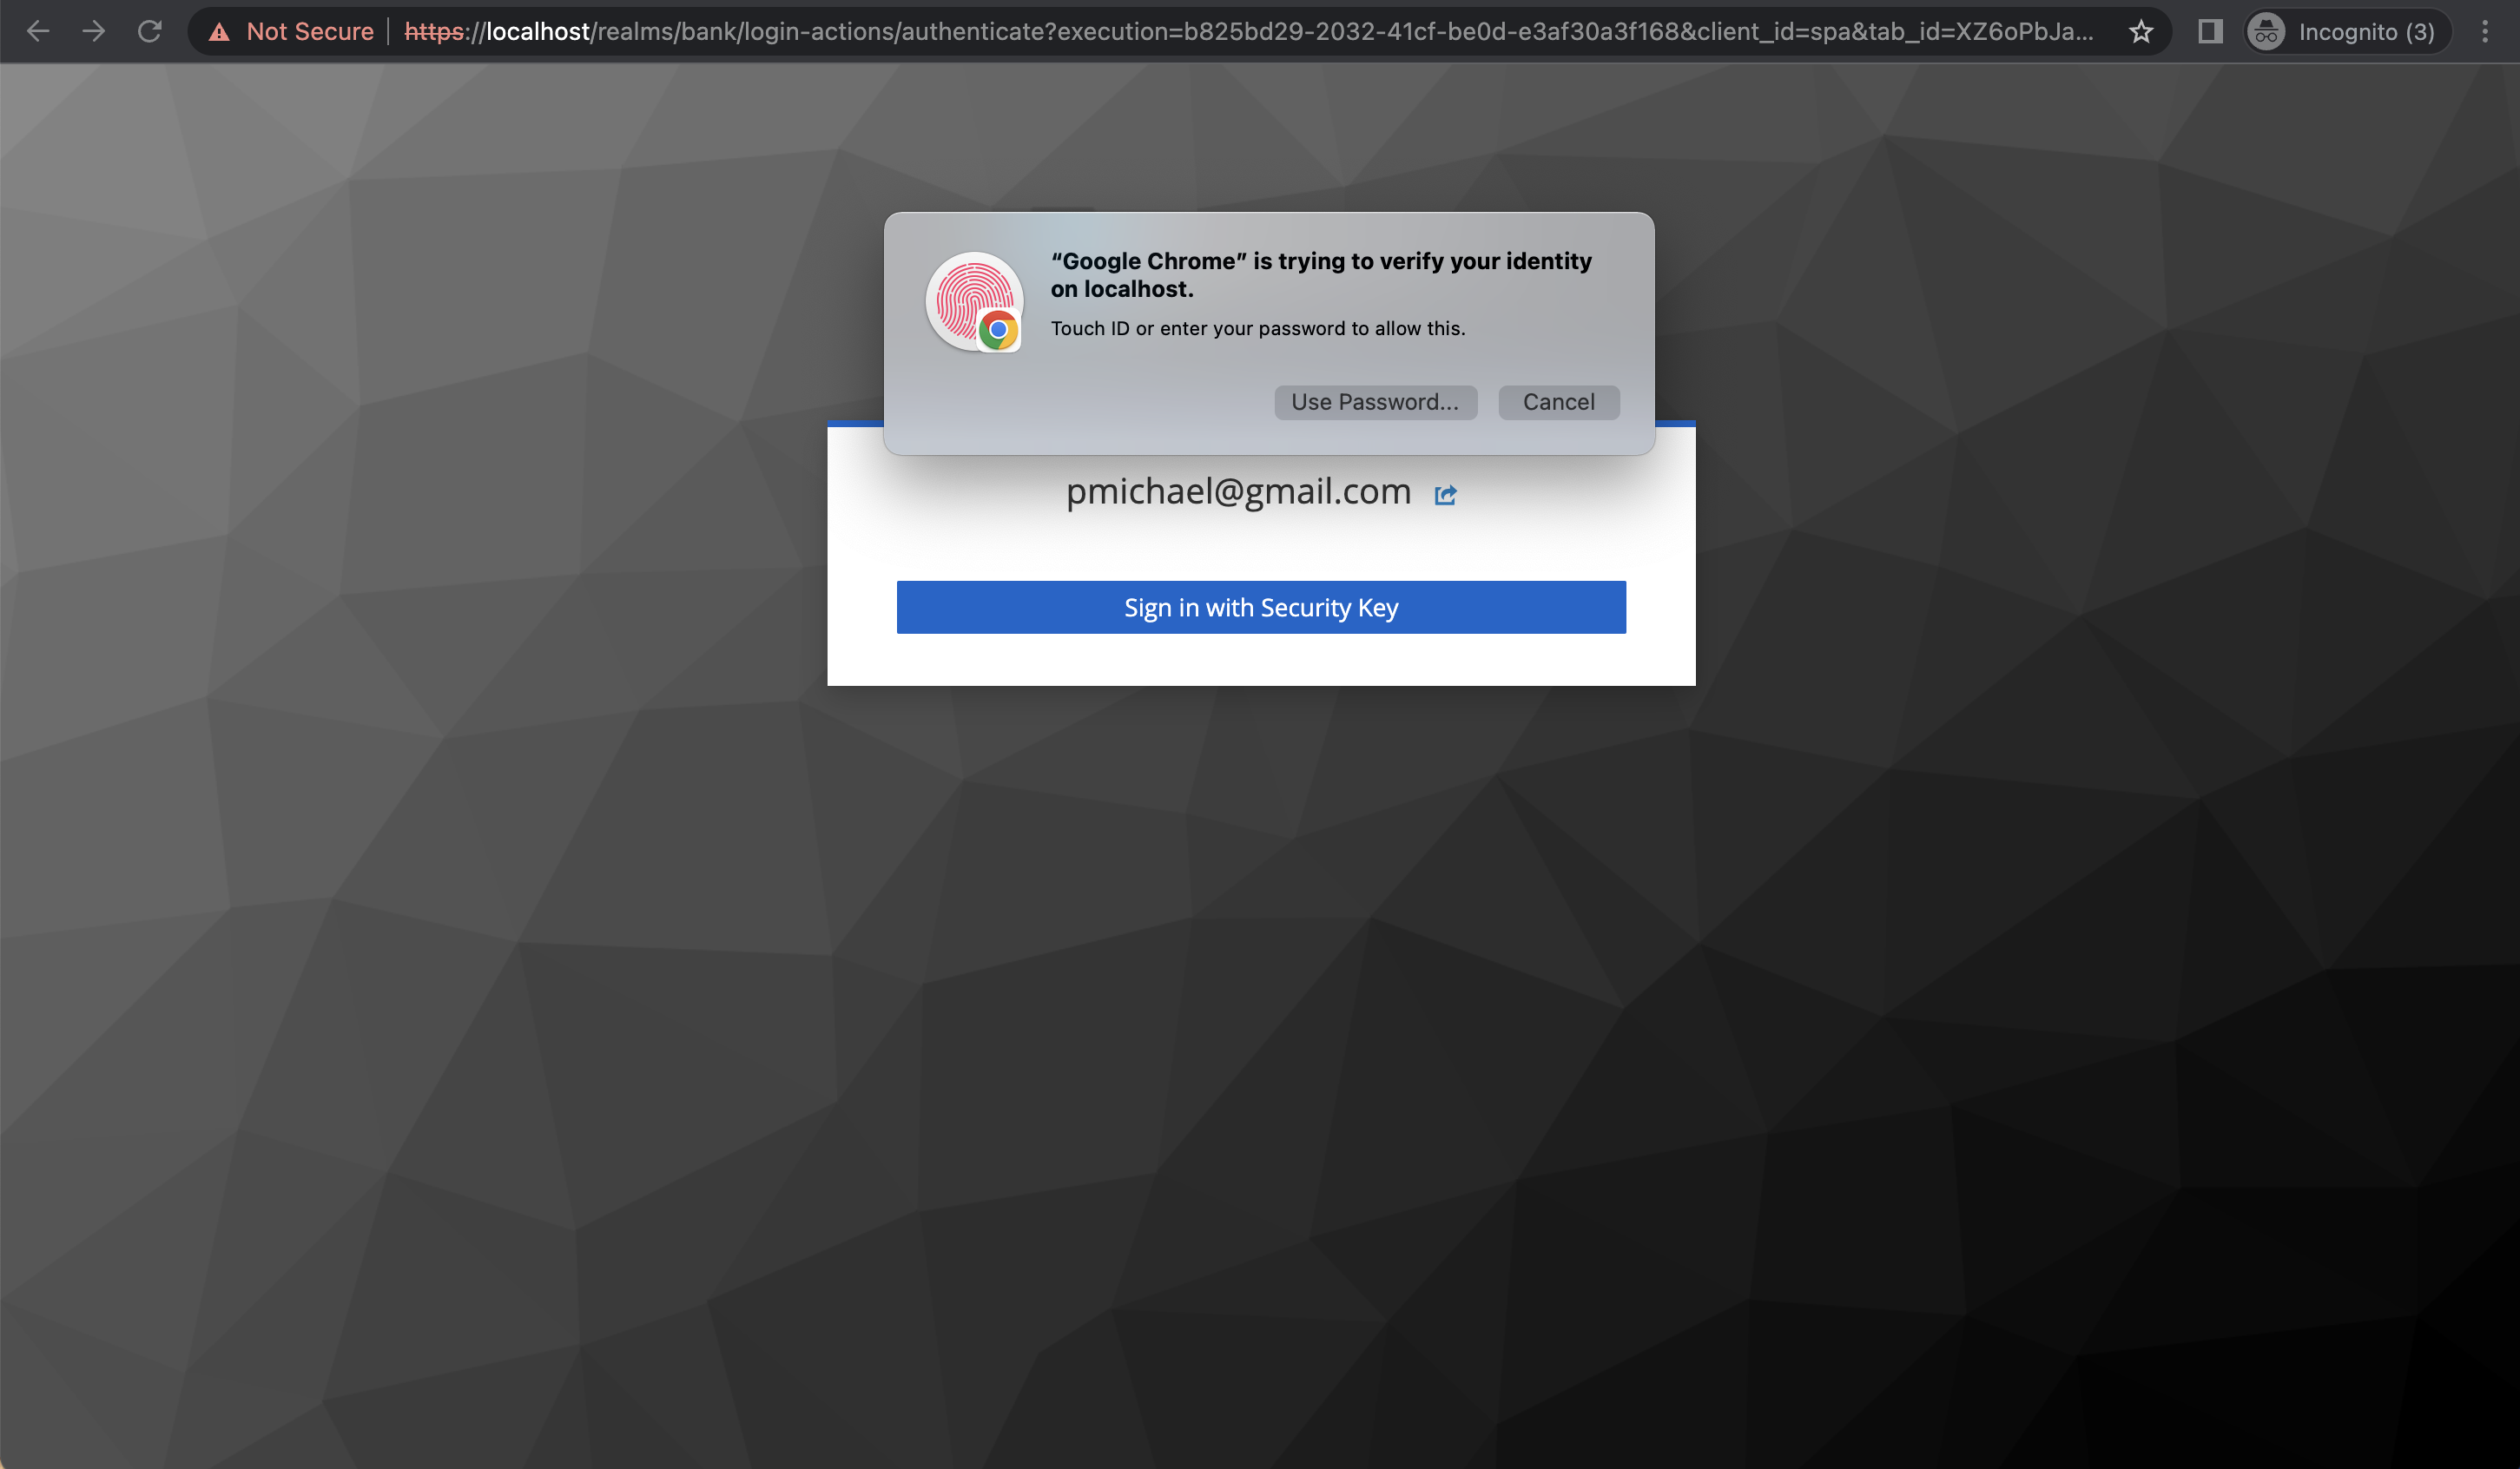 Not Secure https://localhost/realms/bank/login-actions/authenticate?execution=b825bd29-2032-41cf-be0d-e3af30a3f168&client_id=spa&tab_id=XZ6oPbJa... Incognito (3)
“Google Chrome” is trying to verify your identity
on localhost.
Touch ID or enter your password to allow this.
Use Password... Cancel
pmichael@gmail.com
Sign in with Security Key